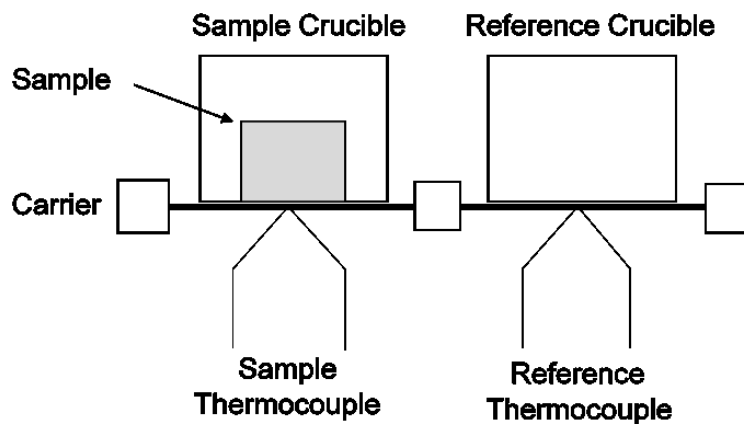 Sample Crucible
Reference Crucible
Sample
Carrier
Sample
Thermocouple
Reference
Thermocouple